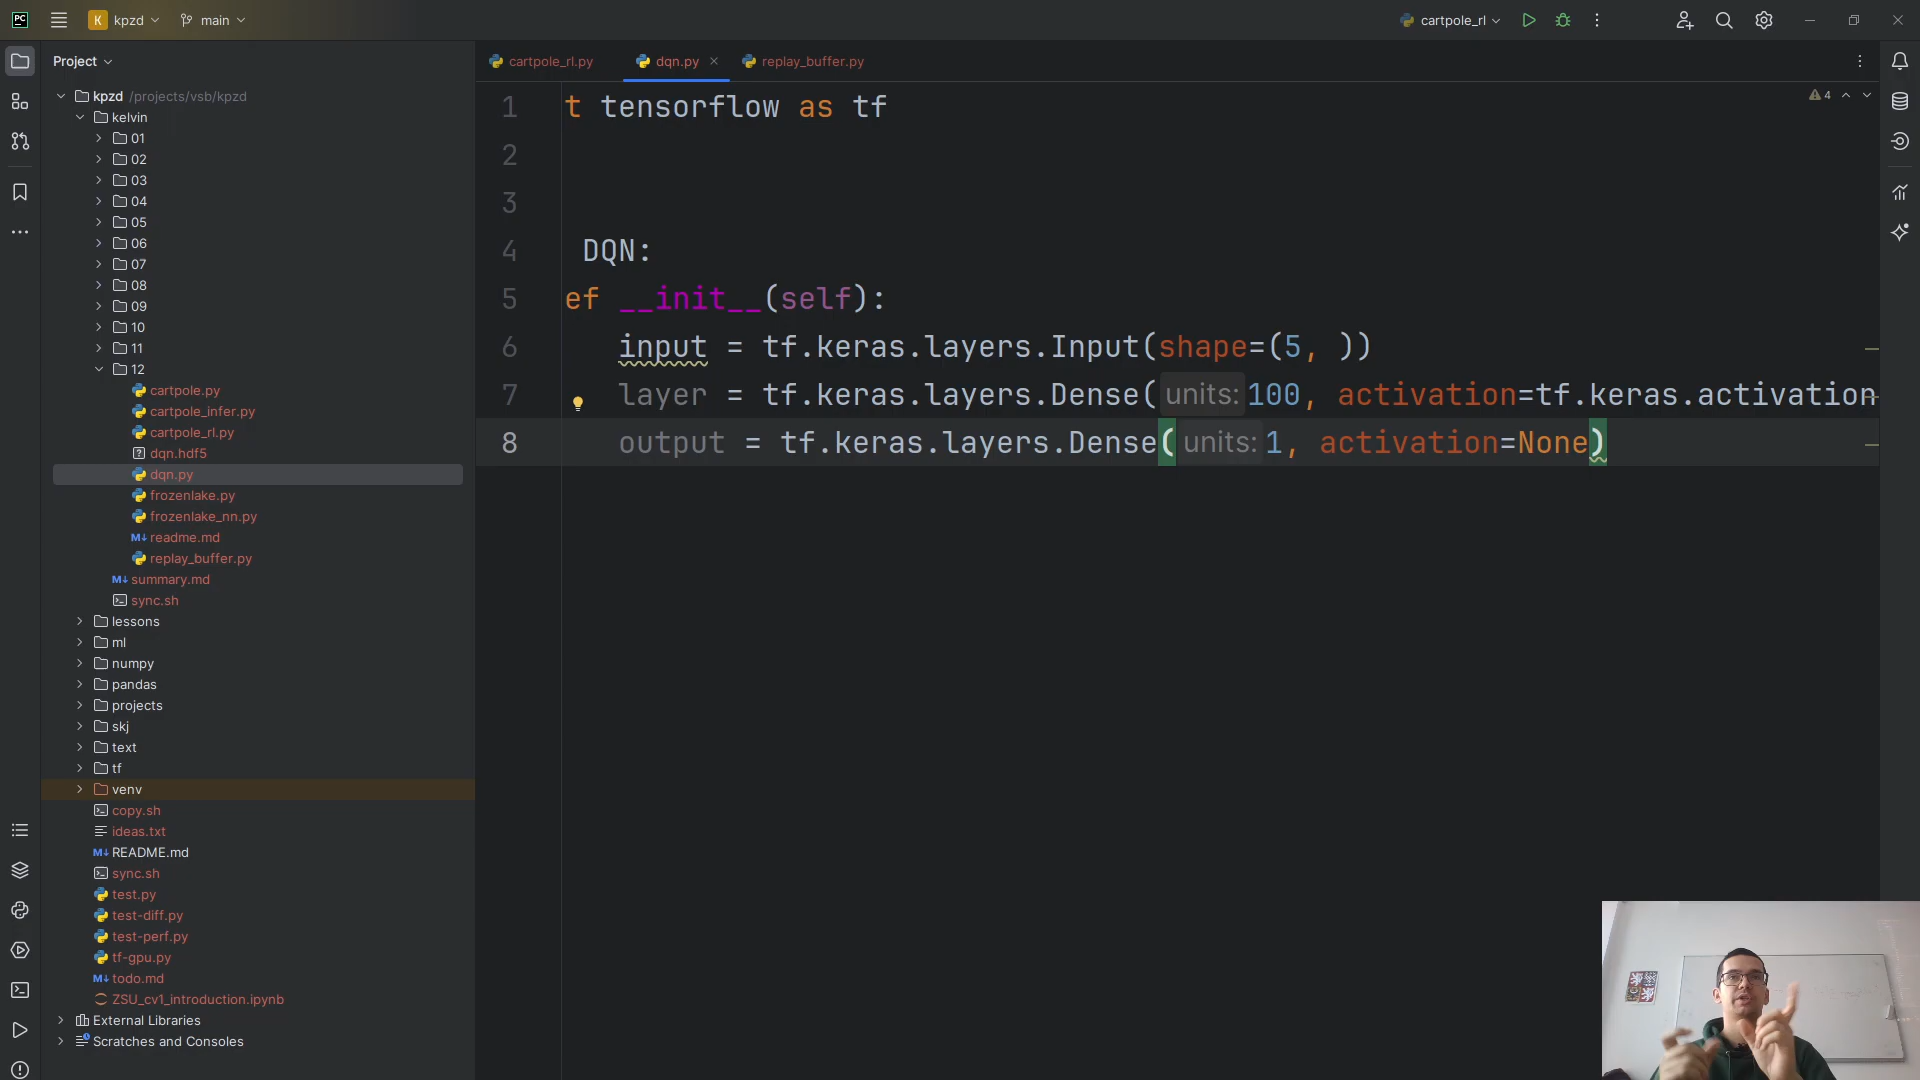 PC
K kpzd
main
cartpole_rl
Project
cartpole_rl.py
dqn.py
replay_buffer.py
kpzd /projects/vsb/kpzd
kelvin
01
02
03
04
05
06
07
08
09
10
11
12
cartpole.py
cartpole_infer.py
cartpole_rl.py
dqn.hdf5
dqn.py
frozenlake.py
frozenlake_nn.py
readme.md
replay_buffer.py
summary.md
sync.sh
lessons
ml
numpy
pandas
projects
skj
text
tf
venv
copy.sh
ideas.txt
README.md
sync.sh
test.py
test-diff.py
test-perf.py
tf-gpu.py
todo.md
ZSU_cv1_introduction.ipynb
External Libraries
Scratches and Consoles
4
1 t tensorflow as tf
2
3
4 DQN:
5 ef __init__(self):
6 input = tf.keras.layers.Input(shape=(5, ))
7 layer = tf.keras.layers.Dense( units: 100, activation=tf.keras.activation
8 output = tf.keras.layers.Dense( units: 1, activation=None)